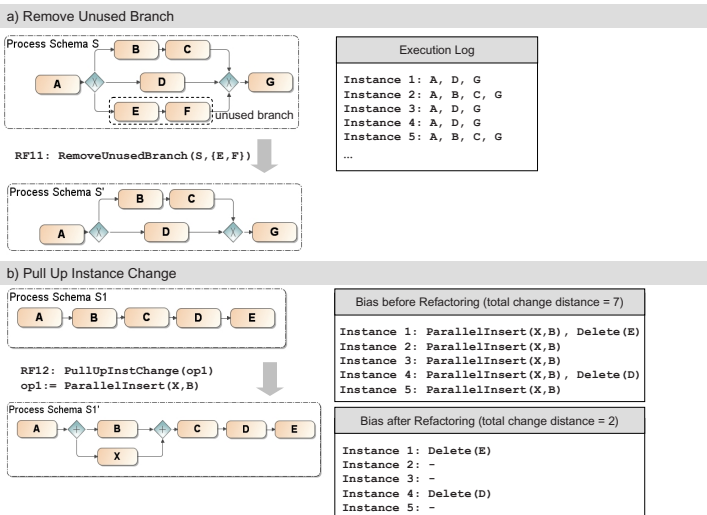 a) Remove Unused Branch
Process Schema S
B C
A D G
E F
unused branch
RF11: RemoveUnusedBranch(S,{E,F})
Process Schema S'
B C
A D G
Execution Log
Instance 1: A, D, G
Instance 2: A, B, C, G
Instance 3: A, D, G
Instance 4: A, D, G
Instance 5: A, B, C, G
...
b) Pull Up Instance Change
Process Schema S1
A B C D E
RF12: PullUpInstChange(op1)
op1:= ParallelInsert(X,B)
Process Schema S1'
A B C D E
X
Bias before Refactoring (total change distance = 7)
Instance 1: ParallelInsert(X,B), Delete(E)
Instance 2: ParallelInsert(X,B)
Instance 3: ParallelInsert(X,B)
Instance 4: ParallelInsert(X,B), Delete(D)
Instance 5: ParallelInsert(X,B)
Bias after Refactoring (total change distance = 2)
Instance 1: Delete(E)
Instance 2: -
Instance 3: -
Instance 4: Delete(D)
Instance 5: -